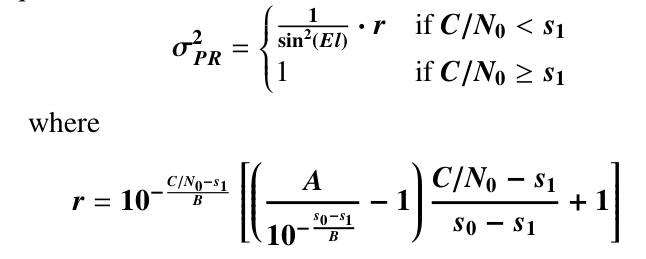 σ²_PR = { 1/sin²(El) · r if C/N₀ < s₁
1 if C/N₀ ≥ s₁
where
r = 10^(−(C/N₀−s₁)/B) [(A/10^(−(s₀−s₁)/B) − 1) (C/N₀ − s₁)/(s₀ − s₁) + 1]